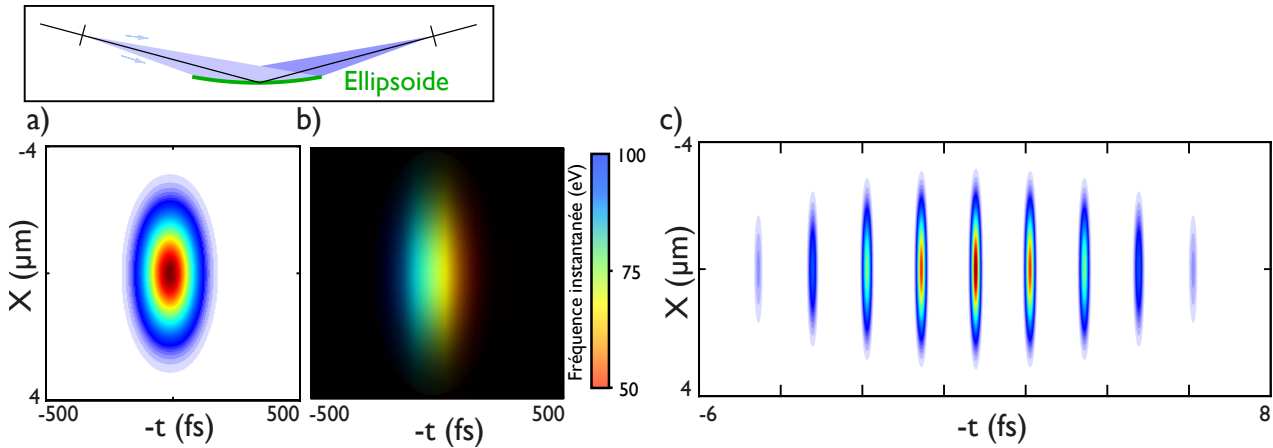 Ellipsoide
a)
b)
c)
-4
X (µm)
4
-500
500
-t (fs)
-500
500
-t (fs)
100
75
50
Fréquence instantanée (eV)
-4
X (µm)
4
-6
8
-t (fs)